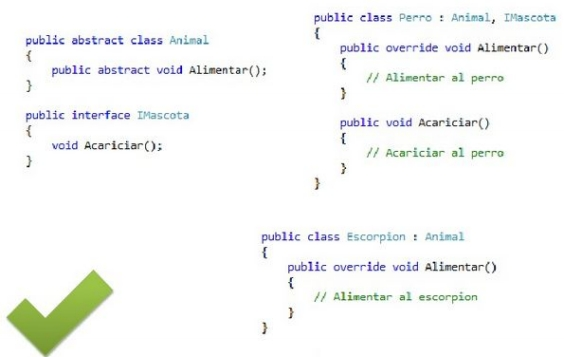 public abstract class Animal
{
    public abstract void Alimentar();
}
public interface IMascota
{
    void Acariciar();
}
public class Perro : Animal, IMascota
{
    public override void Alimentar()
    {
        // Alimentar al perro
    }
    public void Acariciar()
    {
        // Acariciar al perro
    }
}
public class Escorpion : Animal
{
    public override void Alimentar()
    {
        // Alimentar al escorpion
    }
}